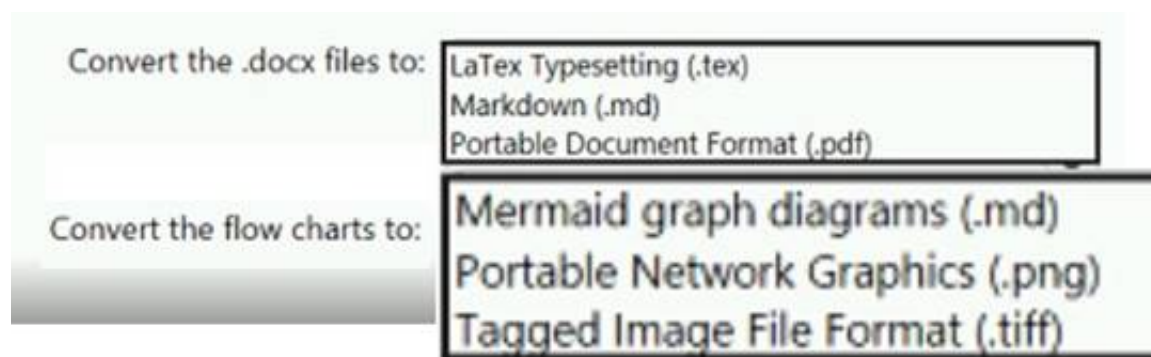 Convert the .docx files to:
LaTex Typesetting (.tex)
Markdown (.md)
Portable Document Format (.pdf)
Convert the flow charts to:
Mermaid graph diagrams (.md)
Portable Network Graphics (.png)
Tagged Image File Format (.tiff)